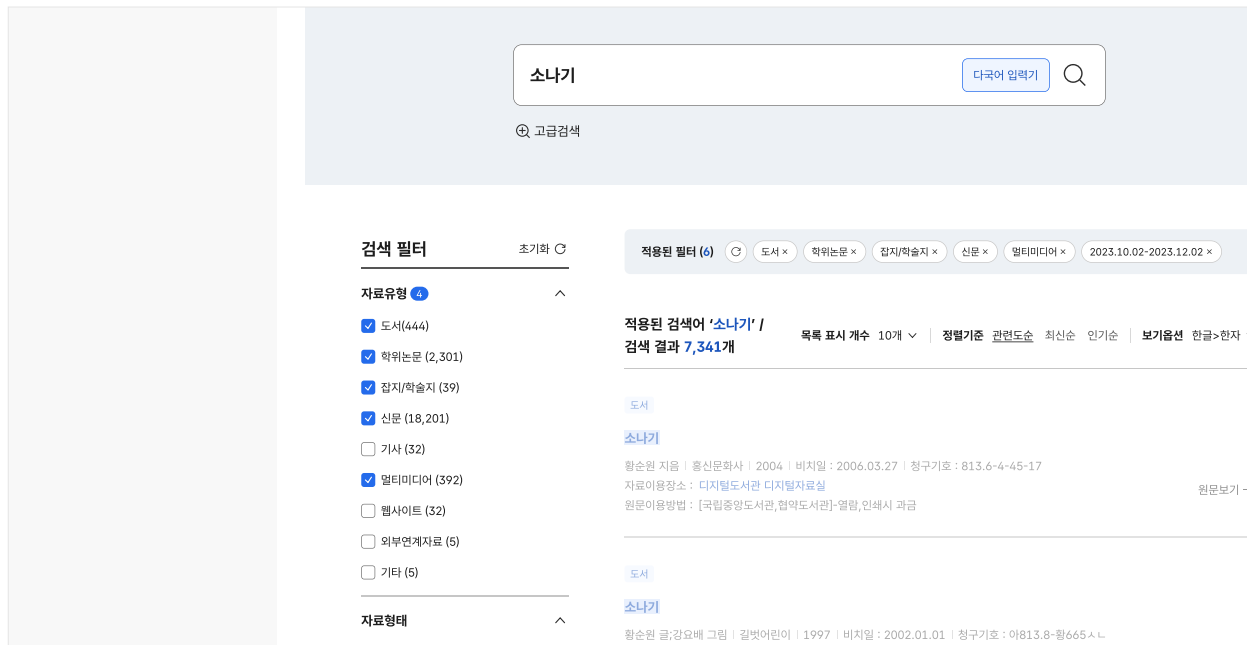 소나기
다국어 입력기
고급검색
검색 필터
초기화
적용된 필터 (6)
도서 ×
학위논문 ×
잡지/학술지 ×
신문 ×
멀티미디어 ×
2023.10.02-2023.12.02 ×
자료유형 4
도서(444)
학위논문 (2,301)
잡지/학술지 (39)
신문 (18,201)
기사 (32)
멀티미디어 (392)
웹사이트 (32)
외부연계자료 (5)
기타 (5)
자료형태
적용된 검색어 ‘소나기’ /
검색 결과 7,341개
목록 표시 개수 10개
정렬기준 관련도순 최신순 인기순
보기옵션 한글>한자
도서
소나기
황순원 지음 | 홍신문화사 | 2004 | 비치일 : 2006.03.27 | 청구기호 : 813.6-4-45-17
자료이용장소 : 디지털도서관 디지털자료실
원문이용방법 : [국립중앙도서관,협약도서관]-열람,인쇄시 과금
원문보기
도서
소나기
황순원 글;강요배 그림 | 길벗어린이 | 1997 | 비치일 : 2002.01.01 | 청구기호 : 아813.8-황665ㅅㄴ